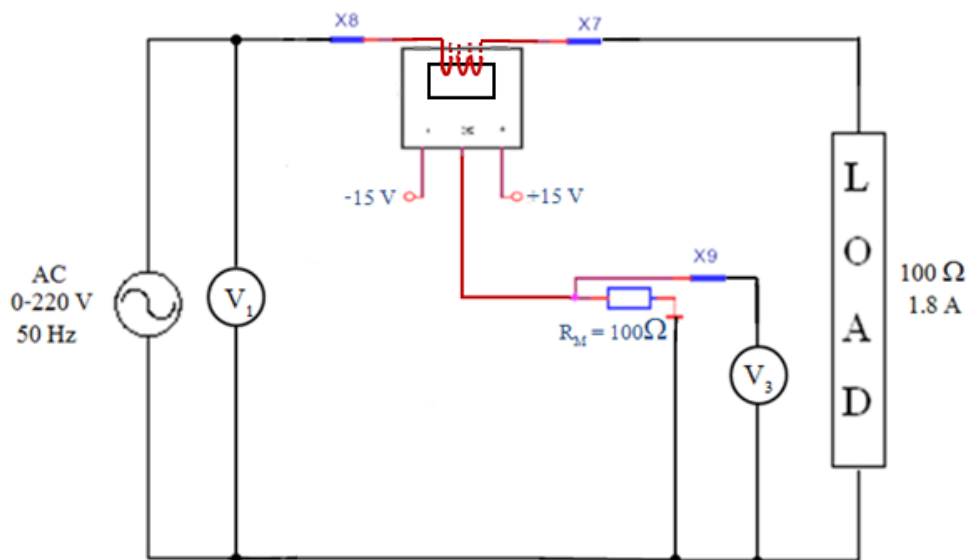 X8
X7
- M +
-15 V
+15 V
X9
AC
0-220 V
50 Hz
V1
RM = 100Ω
V3
L
O
A
D
100 Ω
1.8 A